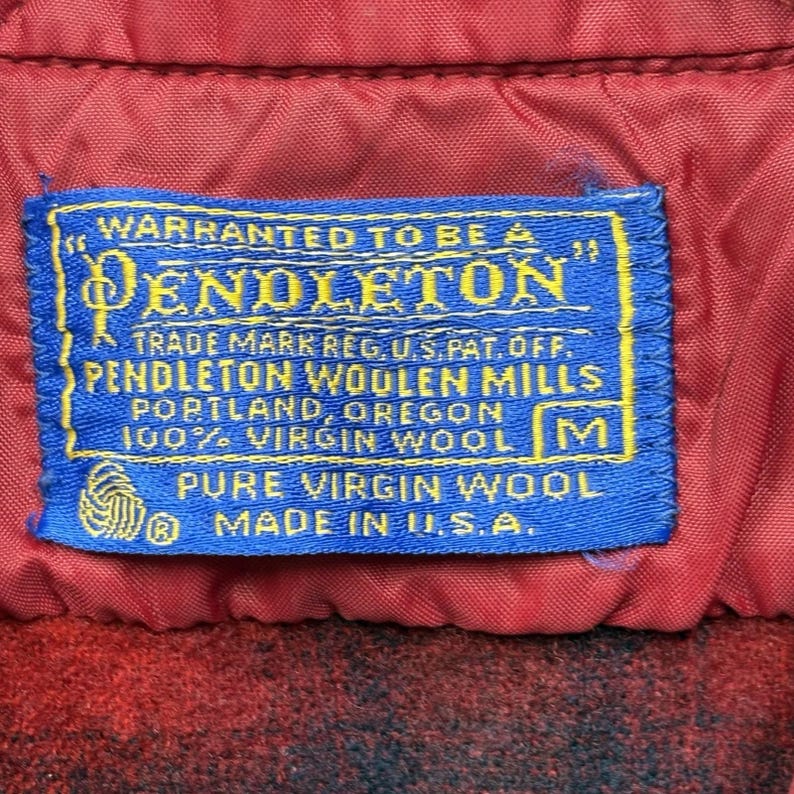 WARRANTED TO BE A
"PENDLETON"
TRADE MARK REG. U.S. PAT. OFF.
PENDLETON WOOLEN MILLS
PORTLAND, OREGON
100% VIRGIN WOOL M
PURE VIRGIN WOOL
® MADE IN U.S.A.